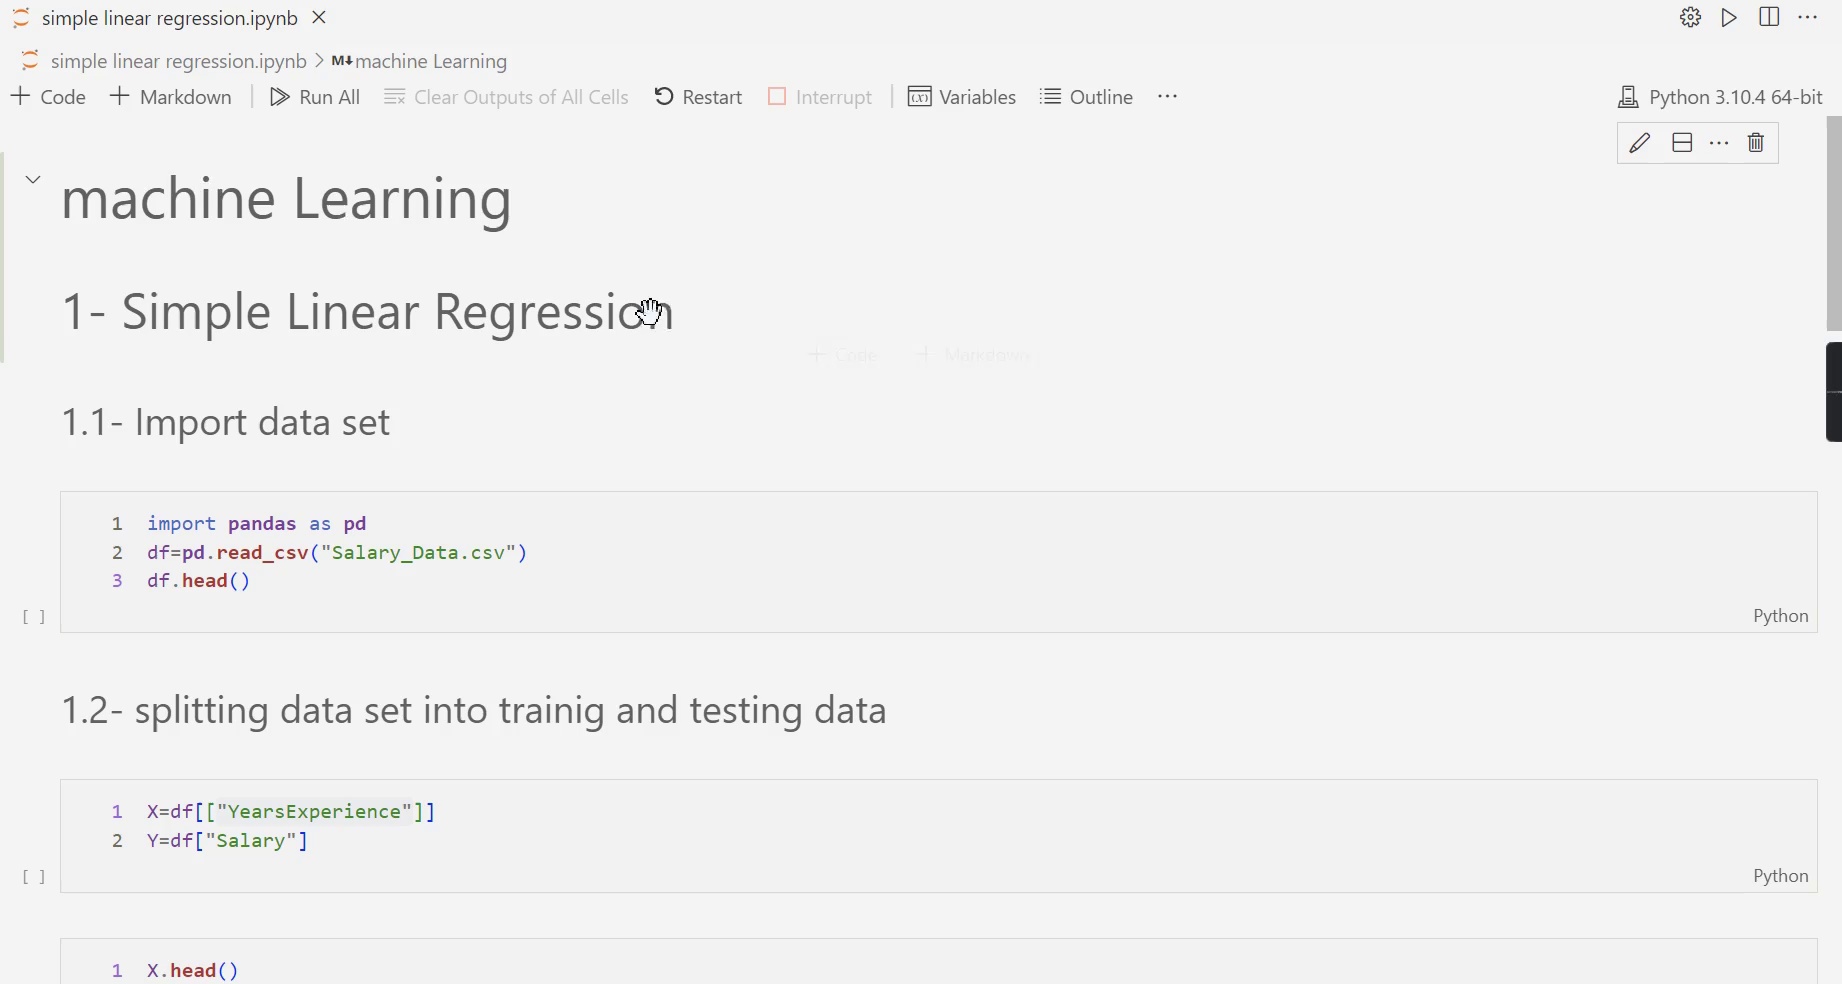 simple linear regression.ipynb
simple linear regression.ipynb > M↓ machine Learning
+ Code + Markdown Run All Clear Outputs of All Cells Restart Interrupt Variables Outline ... Python 3.10.4 64-bit
machine Learning
1- Simple Linear Regression
+ Code + Markdown
1.1- Import data set
1 import pandas as pd
2 df=pd.read_csv("Salary_Data.csv")
3 df.head()
[ ] Python
1.2- splitting data set into trainig and testing data
1 X=df[["YearsExperience"]]
2 Y=df["Salary"]
[ ] Python
1 X.head()